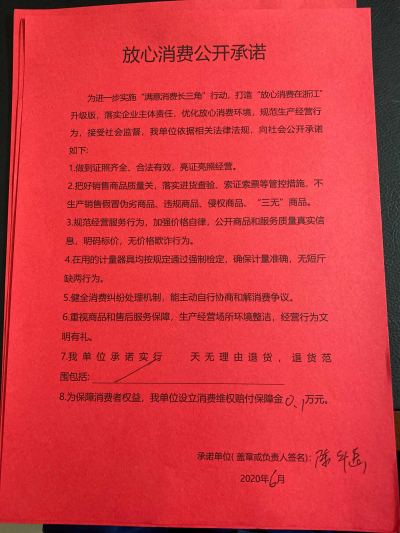 放心消费公开承诺
为进一步实施“满意消费长三角”行动，打造“放心消费在浙江”
升级版，落实企业主体责任，优化放心消费环境，规范生产经营行
为，接受社会监督，我单位依据相关法律法规，向社会公开承诺
如下:
1.做到证照齐全、合法有效，亮证亮照经营。
2.把好销售商品质量关，落实进货查验、索证索票等管控措施，不
生产销售假冒伪劣商品、违规商品、侵权商品、“三无”商品。
3.规范经营服务行为，加强价格自律，公开商品和服务质量真实信
息，明码标价，无价格欺诈行为。
4.在用的计量器具均按规定通过强制检定，确保计量准确，无短斤
缺两行为。
5.健全消费纠纷处理机制，能主动自行协商和解消费争议。
6.重视商品和售后服务保障，生产经营场所环境整洁，经营行为文
明有礼。
7.我单位承诺实行 天无理由退货，退货范
围包括:
8.为保障消费者权益，我单位设立消费维权赔付保障金0.1万元。
承诺单位(盖章或负责人签名):陈
2020年6月